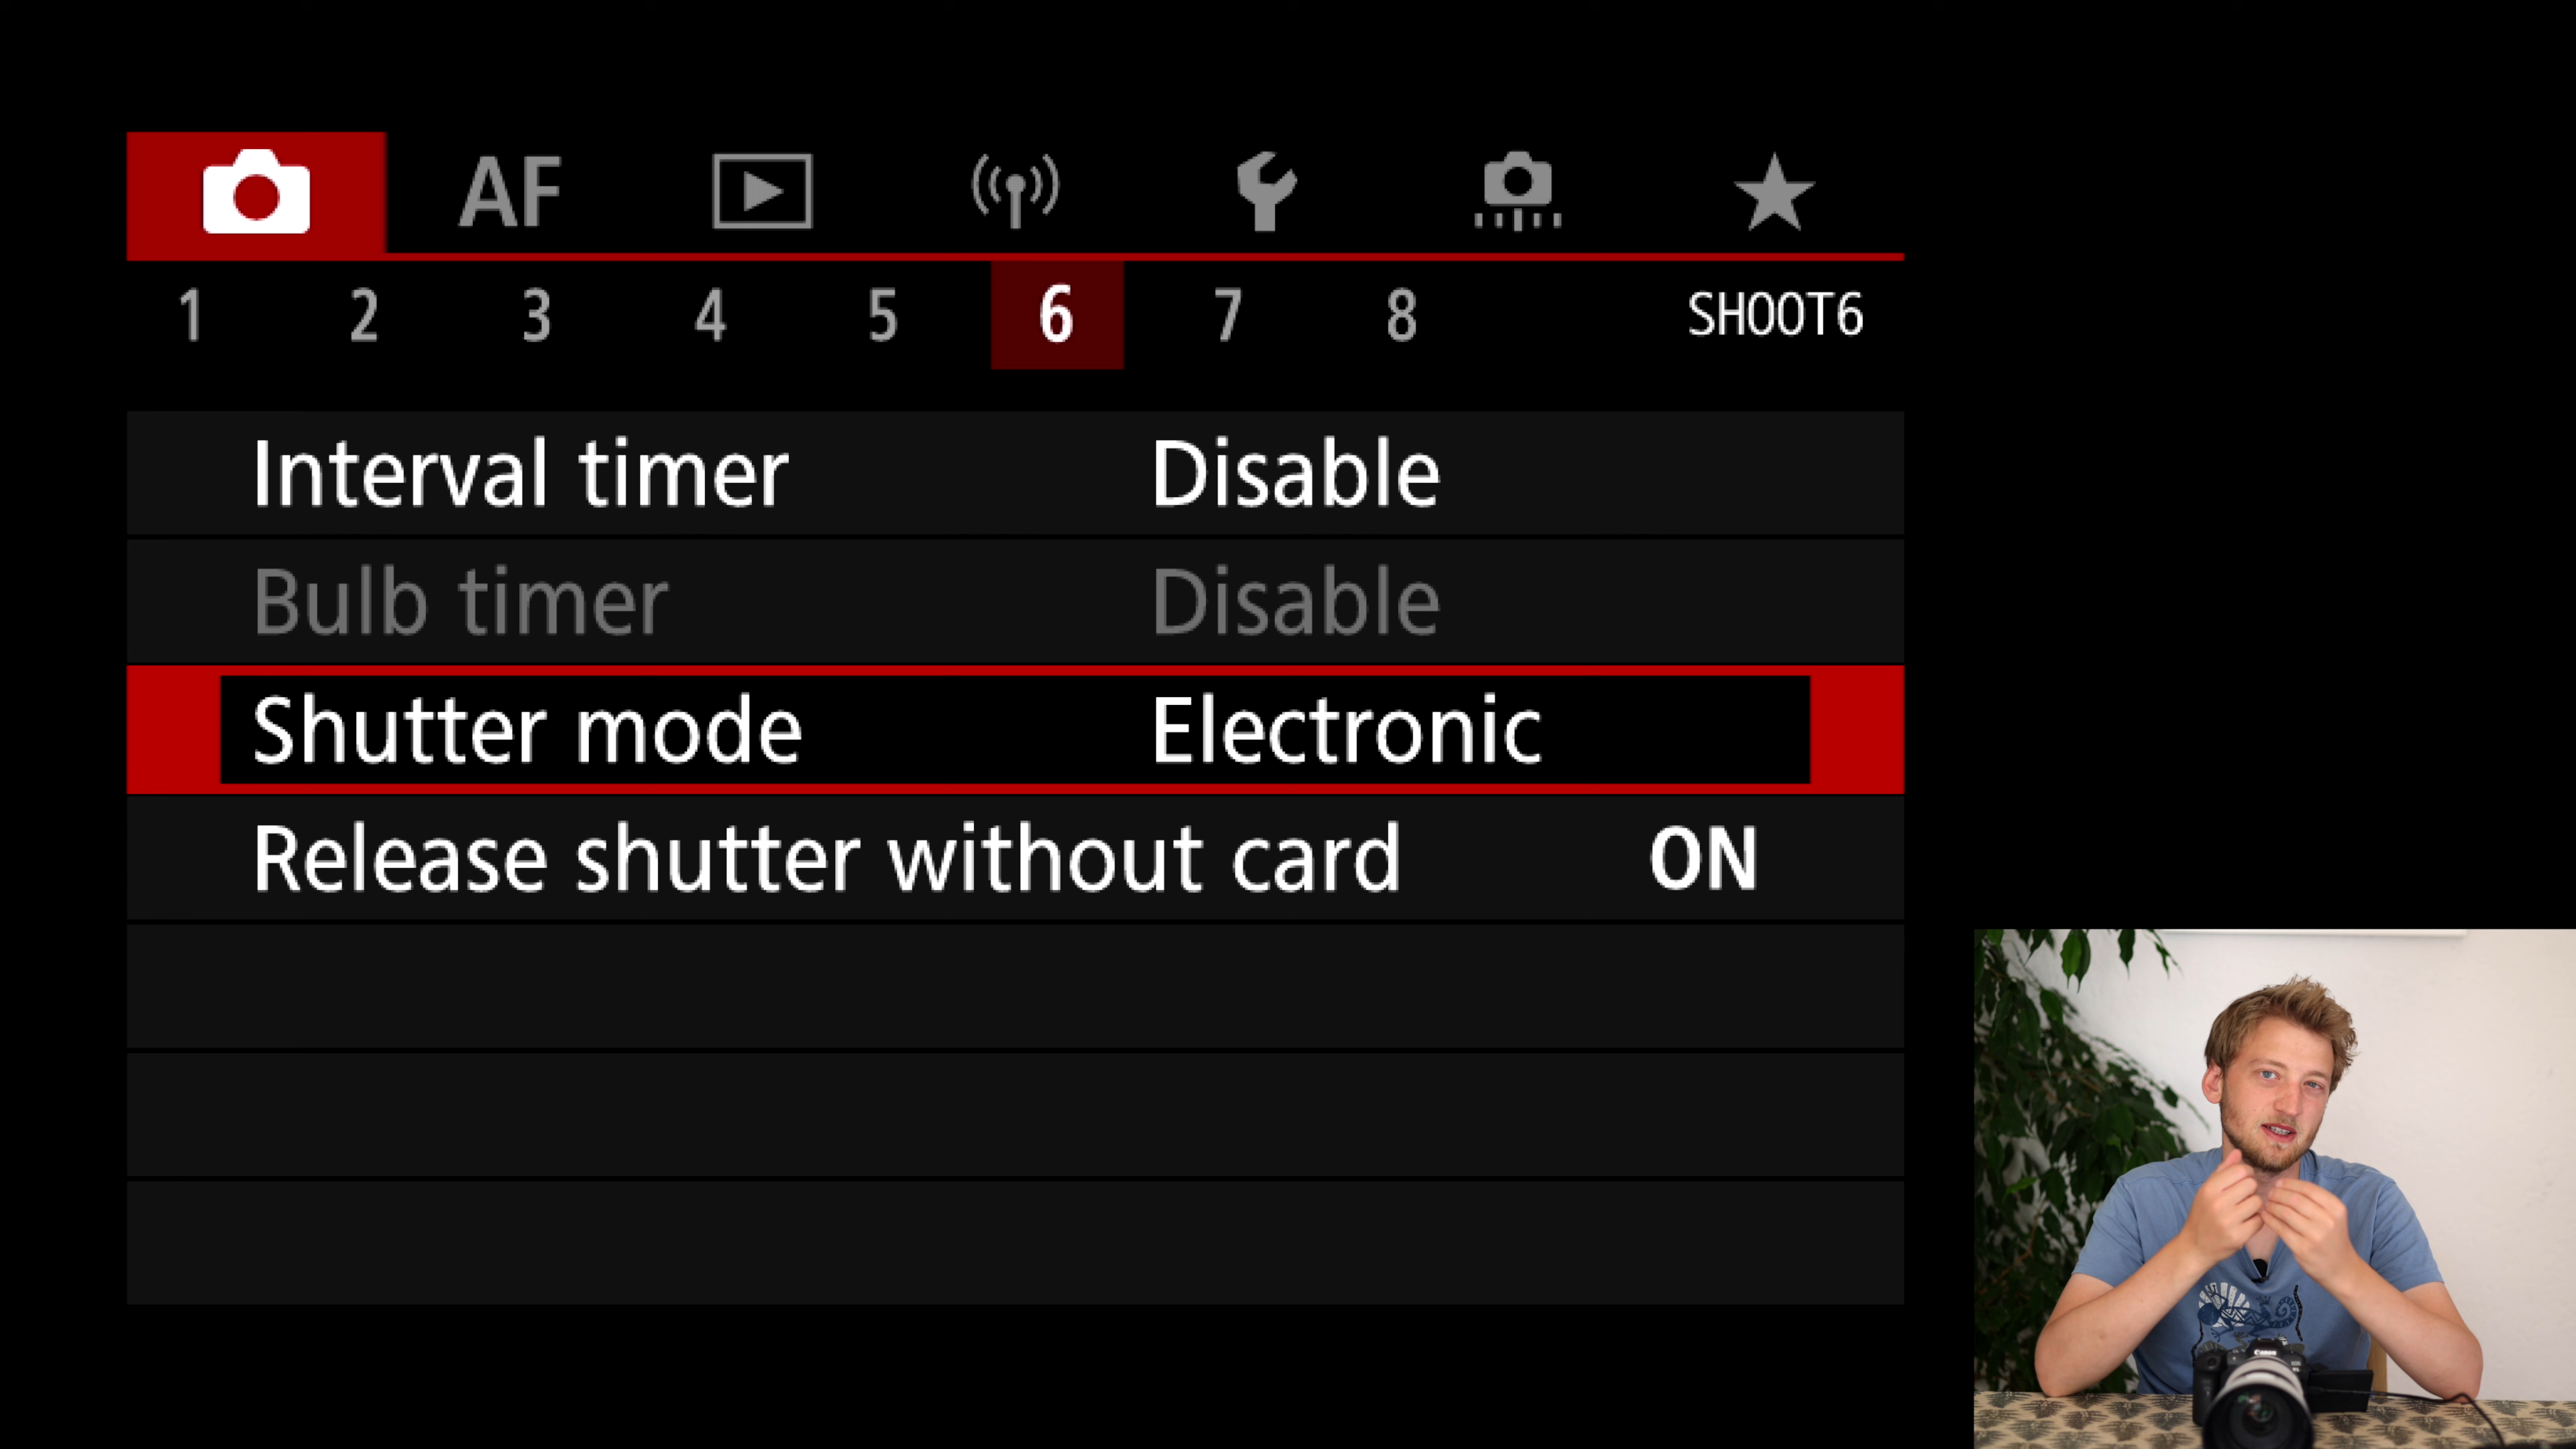 AF
1 2 3 4 5 6 7 8 SHOOT6
Interval timer Disable
Bulb timer Disable
Shutter mode Electronic
Release shutter without card ON
Canon